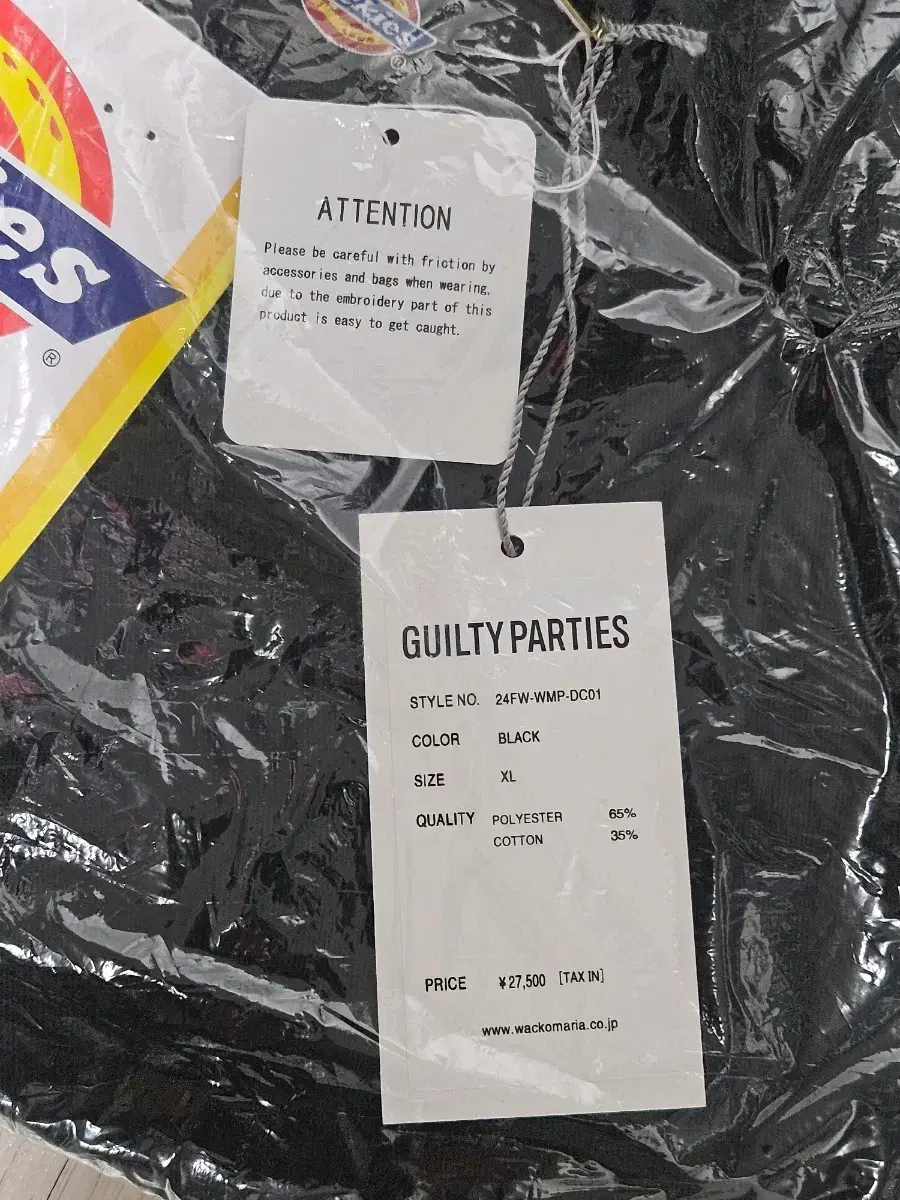 es
®
ATTENTION
Please be careful with friction by
accessories and bags when wearing,
due to the embroidery part of this
product is easy to get caught.
GUILTY PARTIES
STYLE NO. 24FW-WMP-DC01
COLOR BLACK
SIZE XL
QUALITY POLYESTER 65%
COTTON 35%
PRICE ¥27,500 [TAX IN]
www.wackomaria.co.jp